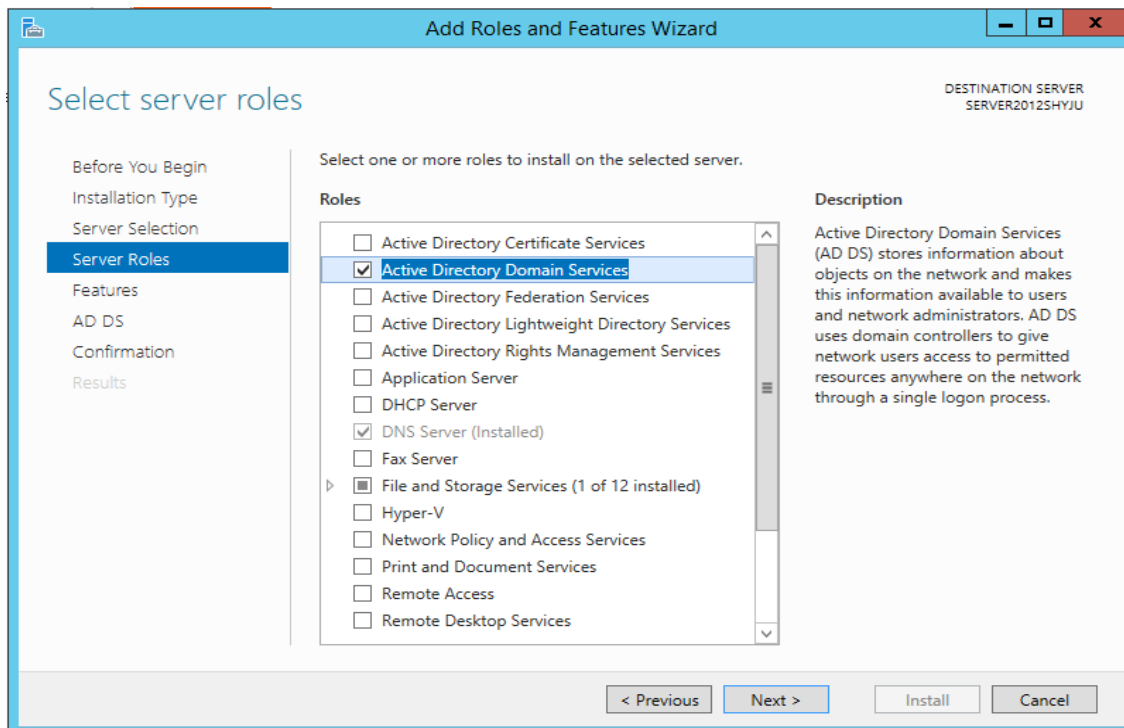 Add Roles and Features Wizard
Select server roles
DESTINATION SERVER
SERVER2012SHYJU
Before You Begin
Installation Type
Server Selection
Server Roles
Features
AD DS
Confirmation
Results
Select one or more roles to install on the selected server.
Roles
Active Directory Certificate Services
Active Directory Domain Services
Active Directory Federation Services
Active Directory Lightweight Directory Services
Active Directory Rights Management Services
Application Server
DHCP Server
DNS Server (Installed)
Fax Server
File and Storage Services (1 of 12 installed)
Hyper-V
Network Policy and Access Services
Print and Document Services
Remote Access
Remote Desktop Services
Description
Active Directory Domain Services
(AD DS) stores information about
objects on the network and makes
this information available to users
and network administrators. AD DS
uses domain controllers to give
network users access to permitted
resources anywhere on the network
through a single logon process.
< Previous
Next >
Install
Cancel